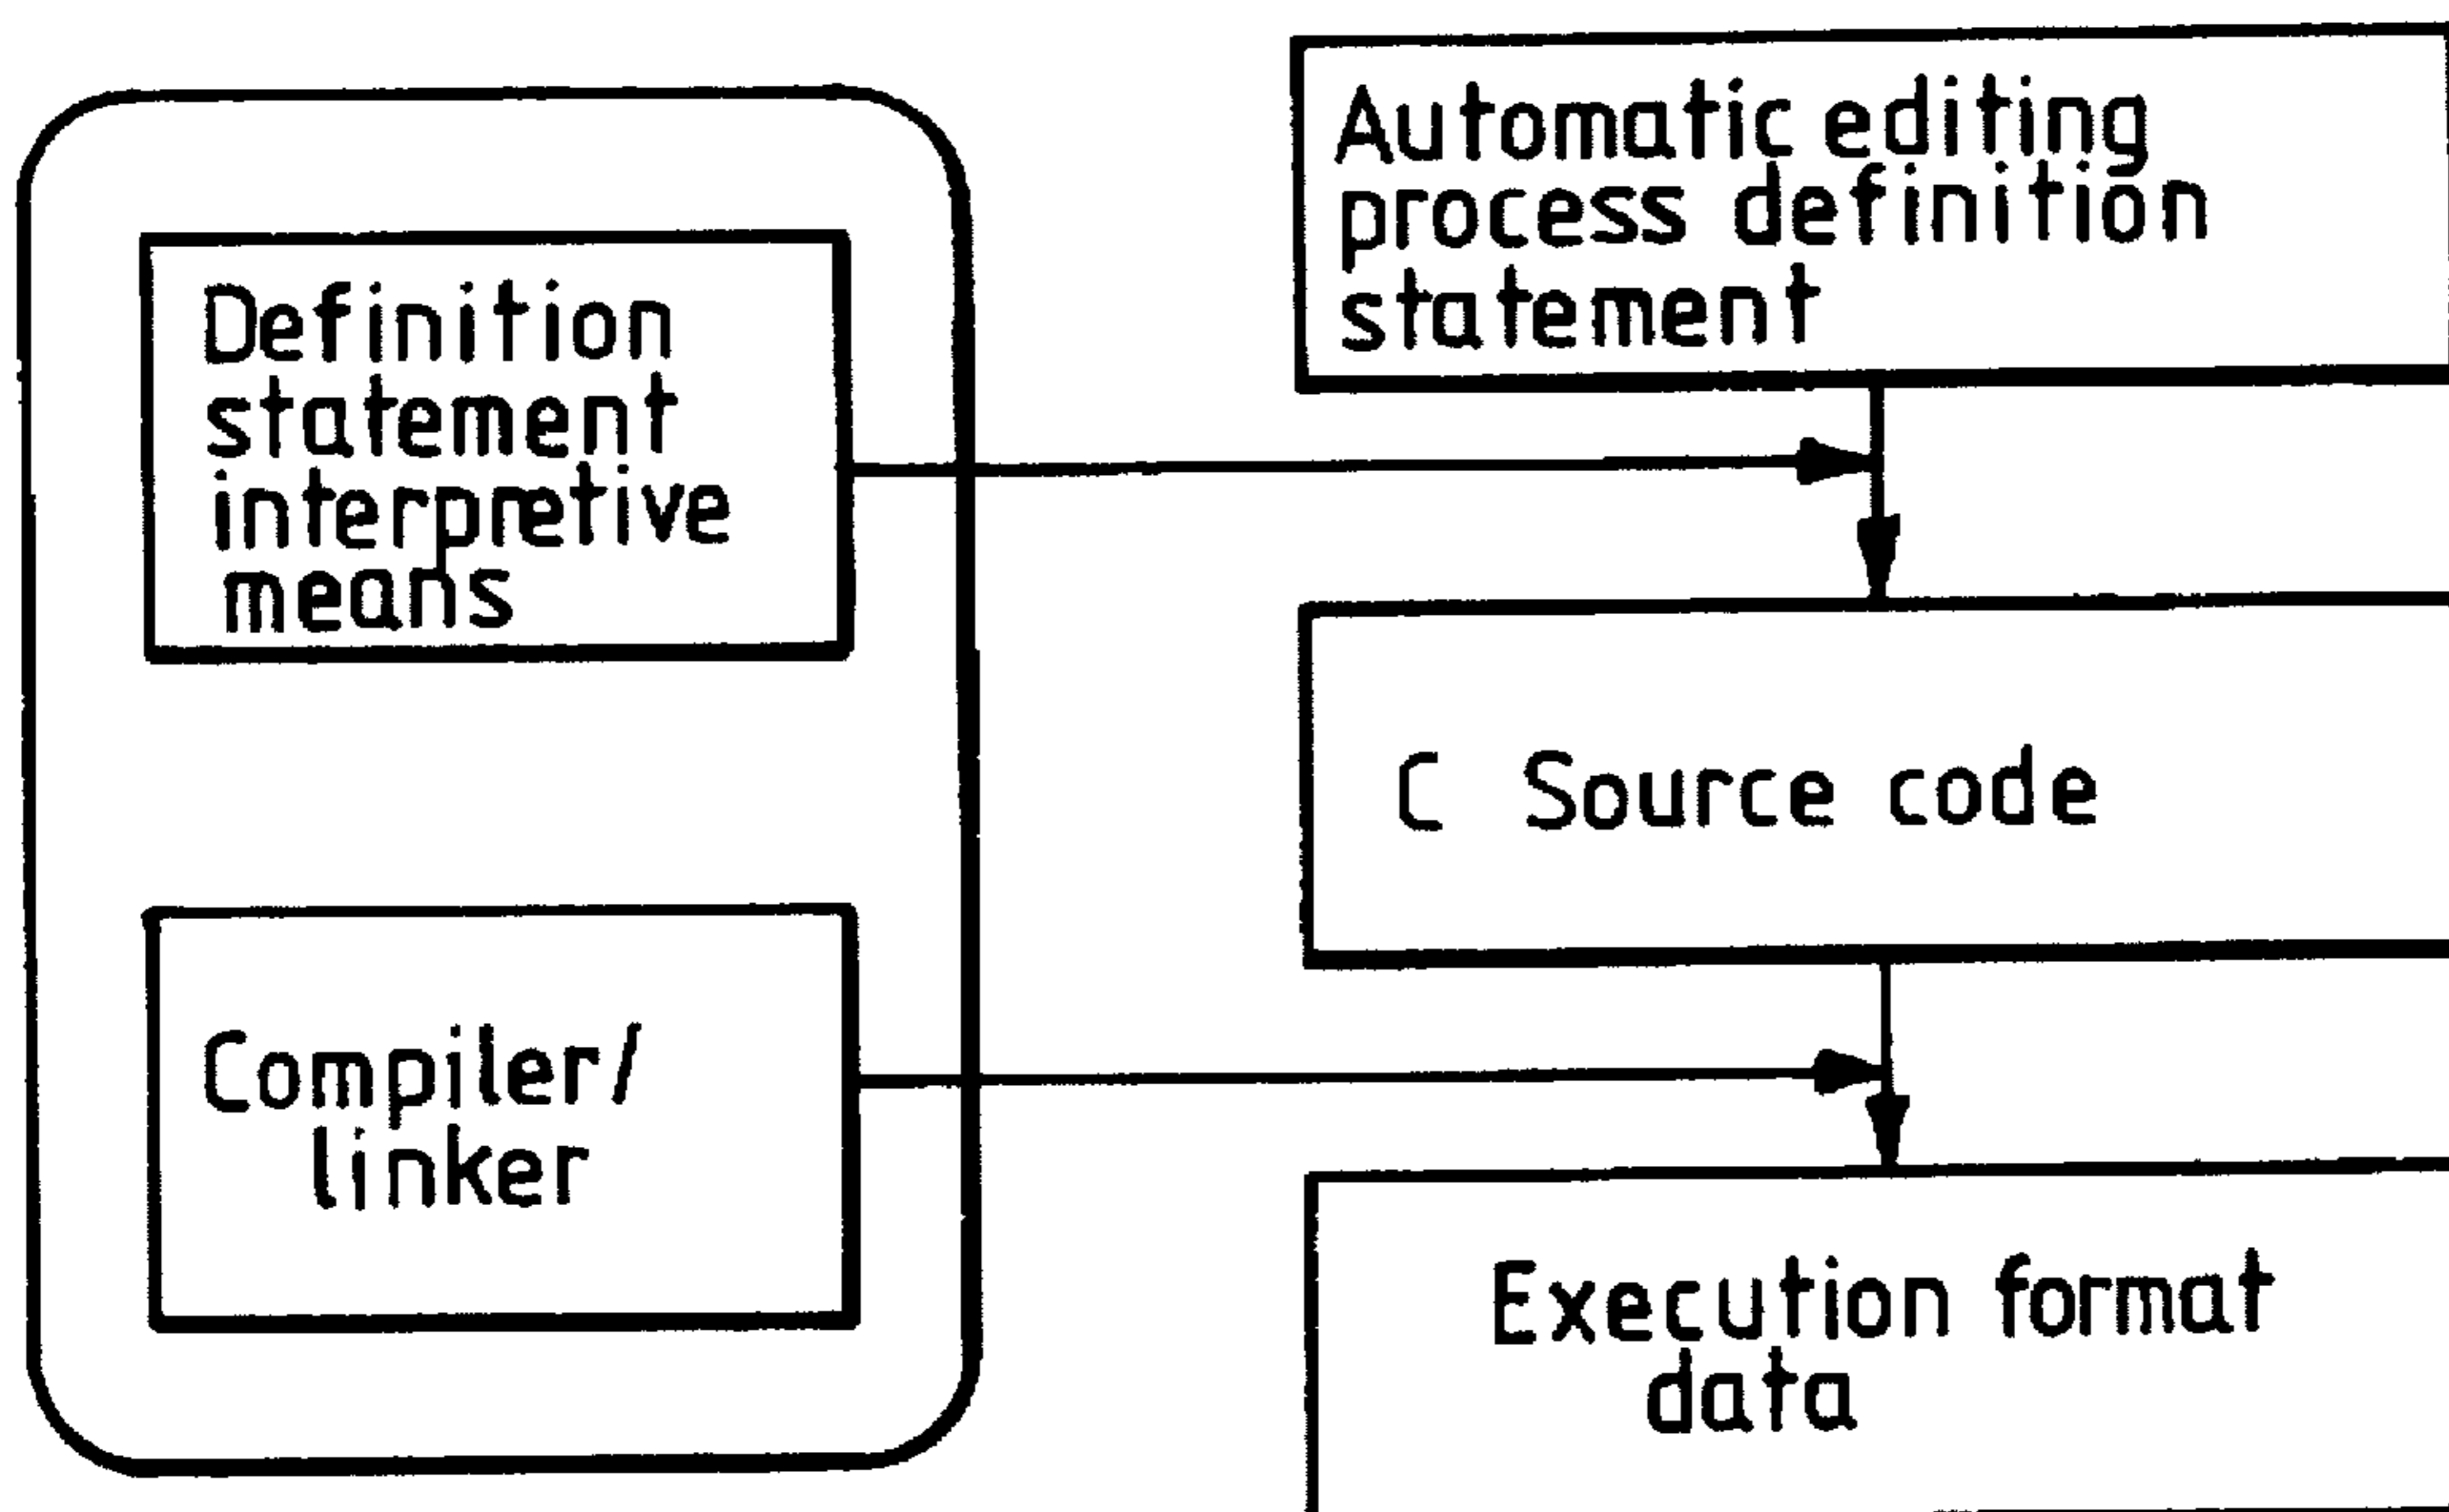 Definition
statement
interpretive
means
Compiler/
linker
Automatic editing
process definition
statement
C Source code
Execution format
data